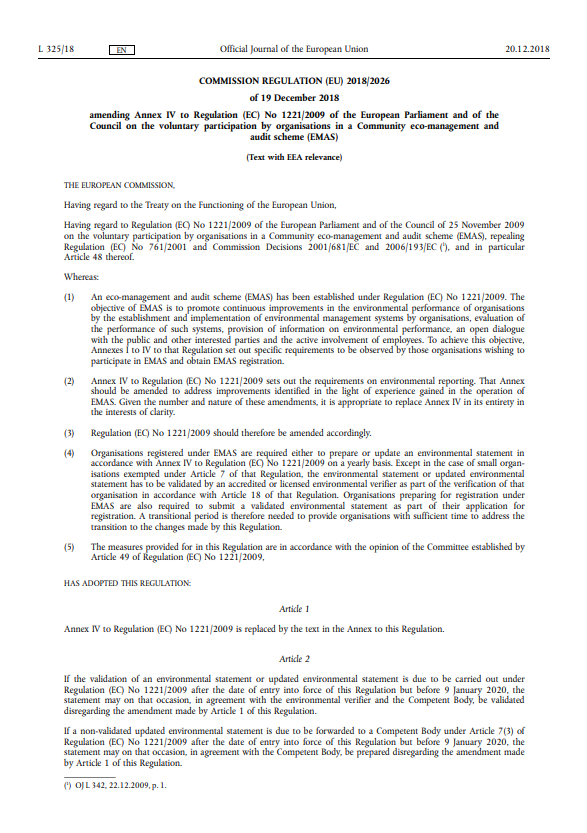 L 325/18
EN
Official Journal of the European Union
20.12.2018
COMMISSION REGULATION (EU) 2018/2026
of 19 December 2018
amending Annex IV to Regulation (EC) No 1221/2009 of the European Parliament and of the
Council on the voluntary participation by organisations in a Community eco-management and
audit scheme (EMAS)
(Text with EEA relevance)
THE EUROPEAN COMMISSION,
Having regard to the Treaty on the Functioning of the European Union,
Having regard to Regulation (EC) No 1221/2009 of the European Parliament and of the Council of 25 November 2009
on the voluntary participation by organisations in a Community eco-management and audit scheme (EMAS), repealing
Regulation (EC) No 761/2001 and Commission Decisions 2001/681/EC and 2006/193/EC (¹), and in particular
Article 48 thereof.
Whereas:
(1) An eco-management and audit scheme (EMAS) has been established under Regulation (EC) No 1221/2009. The
objective of EMAS is to promote continuous improvements in the environmental performance of organisations
by the establishment and implementation of environmental management systems by organisations, evaluation of
the performance of such systems, provision of information on environmental performance, an open dialogue
with the public and other interested parties and the active involvement of employees. To achieve this objective,
Annexes I to IV to that Regulation set out specific requirements to be observed by those organisations wishing to
participate in EMAS and obtain EMAS registration.
(2) Annex IV to Regulation (EC) No 1221/2009 sets out the requirements on environmental reporting. That Annex
should be amended to address improvements identified in the light of experience gained in the operation of
EMAS. Given the number and nature of these amendments, it is appropriate to replace Annex IV in its entirety in
the interests of clarity.
(3) Regulation (EC) No 1221/2009 should therefore be amended accordingly.
(4) Organisations registered under EMAS are required either to prepare or update an environmental statement in
accordance with Annex IV to Regulation (EC) No 1221/2009 on a yearly basis. Except in the case of small organ-
isations exempted under Article 7 of that Regulation, the environmental statement or updated environmental
statement has to be validated by an accredited or licensed environmental verifier as part of the verification of that
organisation in accordance with Article 18 of that Regulation. Organisations preparing for registration under
EMAS are also required to submit a validated environmental statement as part of their application for
registration. A transitional period is therefore needed to provide organisations with sufficient time to address the
transition to the changes made by this Regulation.
(5) The measures provided for in this Regulation are in accordance with the opinion of the Committee established by
Article 49 of Regulation (EC) No 1221/2009,
HAS ADOPTED THIS REGULATION:
Article 1
Annex IV to Regulation (EC) No 1221/2009 is replaced by the text in the Annex to this Regulation.
Article 2
If the validation of an environmental statement or updated environmental statement is due to be carried out under
Regulation (EC) No 1221/2009 after the date of entry into force of this Regulation but before 9 January 2020, the
statement may on that occasion, in agreement with the environmental verifier and the Competent Body, be validated
disregarding the amendment made by Article 1 of this Regulation.
If a non-validated updated environmental statement is due to be forwarded to a Competent Body under Article 7(3) of
Regulation (EC) No 1221/2009 after the date of entry into force of this Regulation but before 9 January 2020, the
statement may on that occasion, in agreement with the Competent Body, be prepared disregarding the amendment made
by Article 1 of this Regulation.
(¹) OJ L 342, 22.12.2009, p. 1.